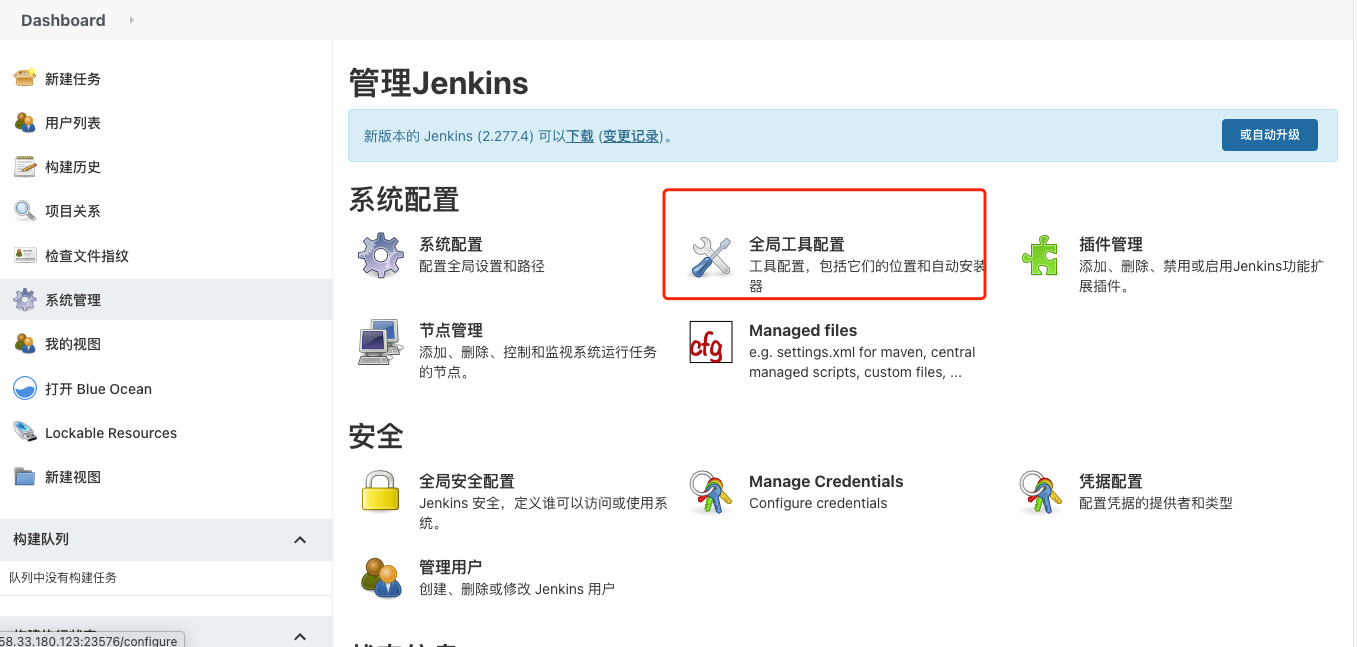 Dashboard
新建任务
用户列表
构建历史
项目关系
检查文件指纹
系统管理
我的视图
打开 Blue Ocean
Lockable Resources
新建视图
构建队列
队列中没有构建任务
58.33.180.123:23576/configure
管理Jenkins
新版本的 Jenkins (2.277.4) 可以下载 (变更记录)。
或自动升级
系统配置
系统配置
配置全局设置和路径
全局工具配置
工具配置，包括它们的位置和自动安装
器
插件管理
添加、删除、禁用或启用Jenkins功能扩
展插件。
节点管理
添加、删除、控制和监视系统运行任务
的节点。
cfg
Managed files
e.g. settings.xml for maven, central
managed scripts, custom files, ...
安全
全局安全配置
Jenkins 安全，定义谁可以访问或使用系
统。
Manage Credentials
Configure credentials
凭据配置
配置凭据的提供者和类型
管理用户
创建、删除或修改 Jenkins 用户